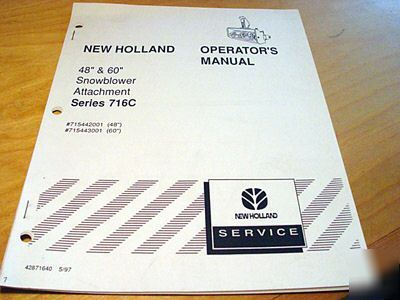 NEW HOLLAND
OPERATOR'S
MANUAL
48" & 60"
Snowblower
Attachment
Series 716C
#715442001 (48")
#715443001 (60")
NEW HOLLAND
SERVICE
42871640 5/97
7